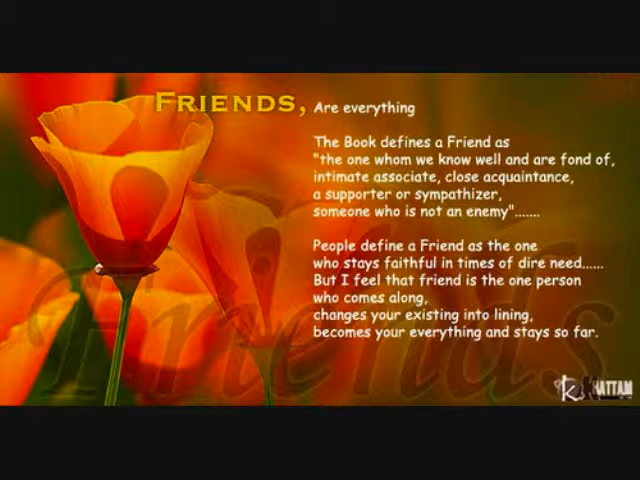 FRIENDS, Are everything
The Book defines a Friend as
"the one whom we know well and are fond of,
intimate associate, close acquaintance,
a supporter or sympathizer,
someone who is not an enemy".......
People define a Friend as the one
who stays faithful in times of dire need......
But I feel that friend is the one person
who comes along,
changes your existing into lining,
becomes your everything and stays so far.
Friends